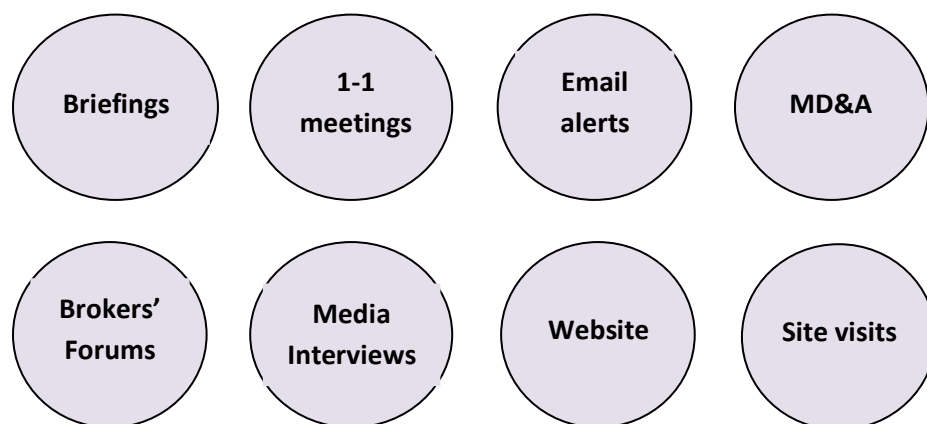 Briefings
1-1
meetings
Email
alerts
MD&A
Brokers’
Forums
Media
Interviews
Website
Site visits